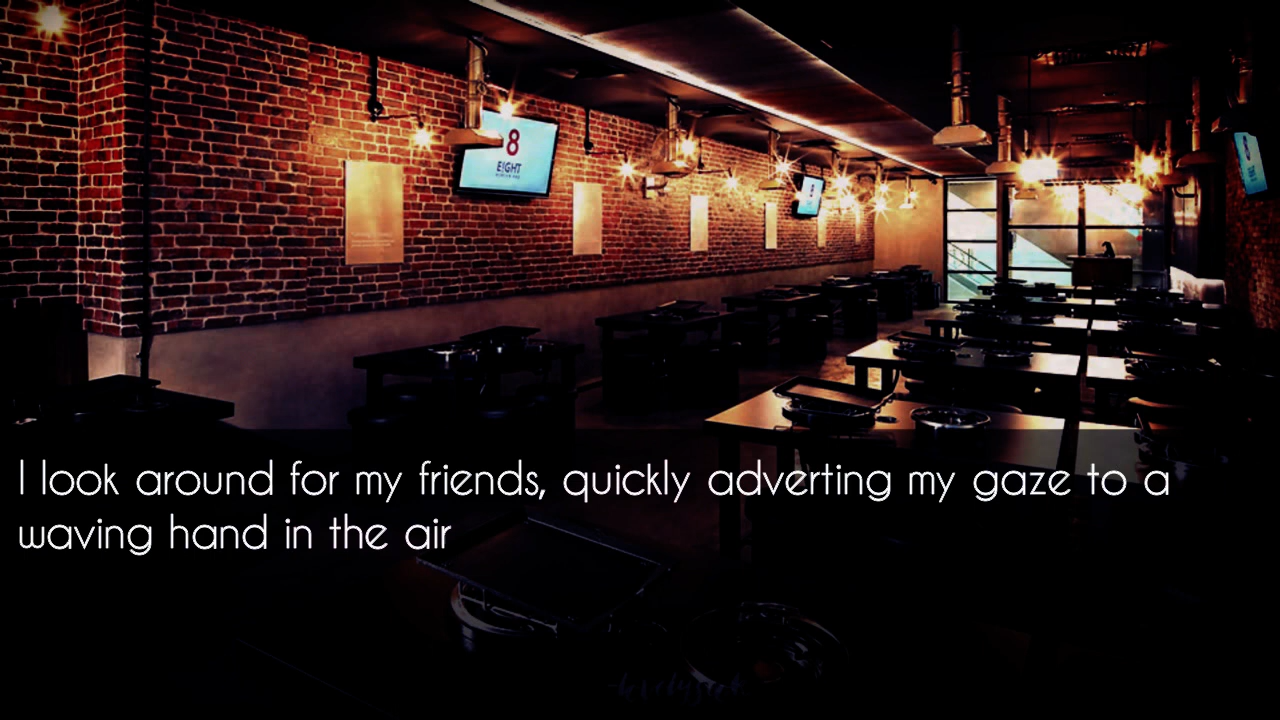 8
EIGHT
I look around for my friends, quickly adverting my gaze to a
waving hand in the air